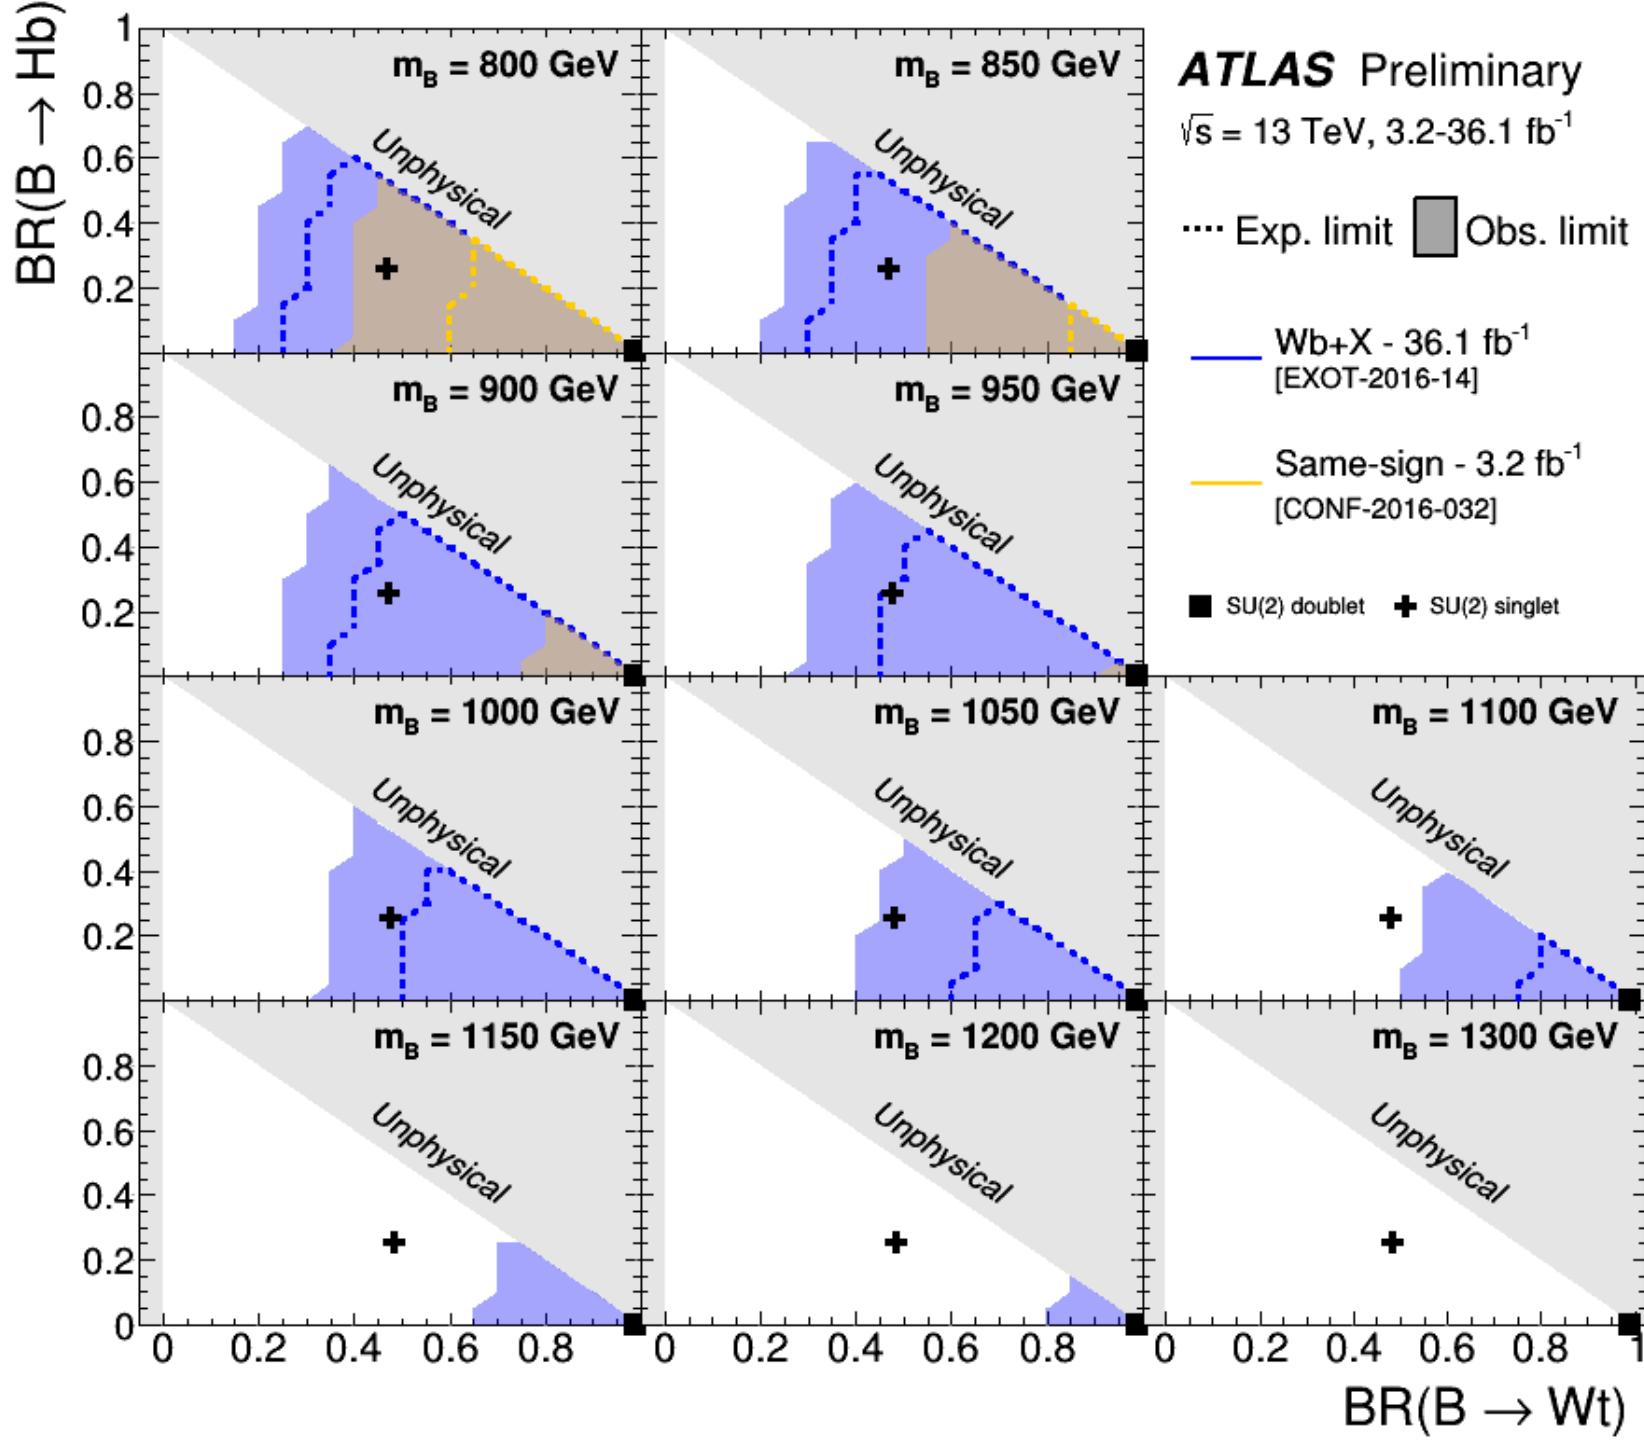 BR(B → Hb)
1
0.8
0.6
0.4
0.2
m_B = 800 GeV
Unphysical
m_B = 850 GeV
Unphysical
ATLAS Preliminary
√s = 13 TeV, 3.2-36.1 fb⁻¹
Exp. limit
Obs. limit
Wb+X - 36.1 fb⁻¹
[EXOT-2016-14]
Same-sign - 3.2 fb⁻¹
[CONF-2016-032]
SU(2) doublet
SU(2) singlet
0.8
0.6
0.4
0.2
m_B = 900 GeV
Unphysical
m_B = 950 GeV
Unphysical
0.8
0.6
0.4
0.2
m_B = 1000 GeV
Unphysical
m_B = 1050 GeV
Unphysical
m_B = 1100 GeV
Unphysical
0.8
0.6
0.4
0.2
0
m_B = 1150 GeV
Unphysical
m_B = 1200 GeV
Unphysical
m_B = 1300 GeV
Unphysical
0 0.2 0.4 0.6 0.8 0 0.2 0.4 0.6 0.8 0 0.2 0.4 0.6 0.8 1
BR(B → Wt)